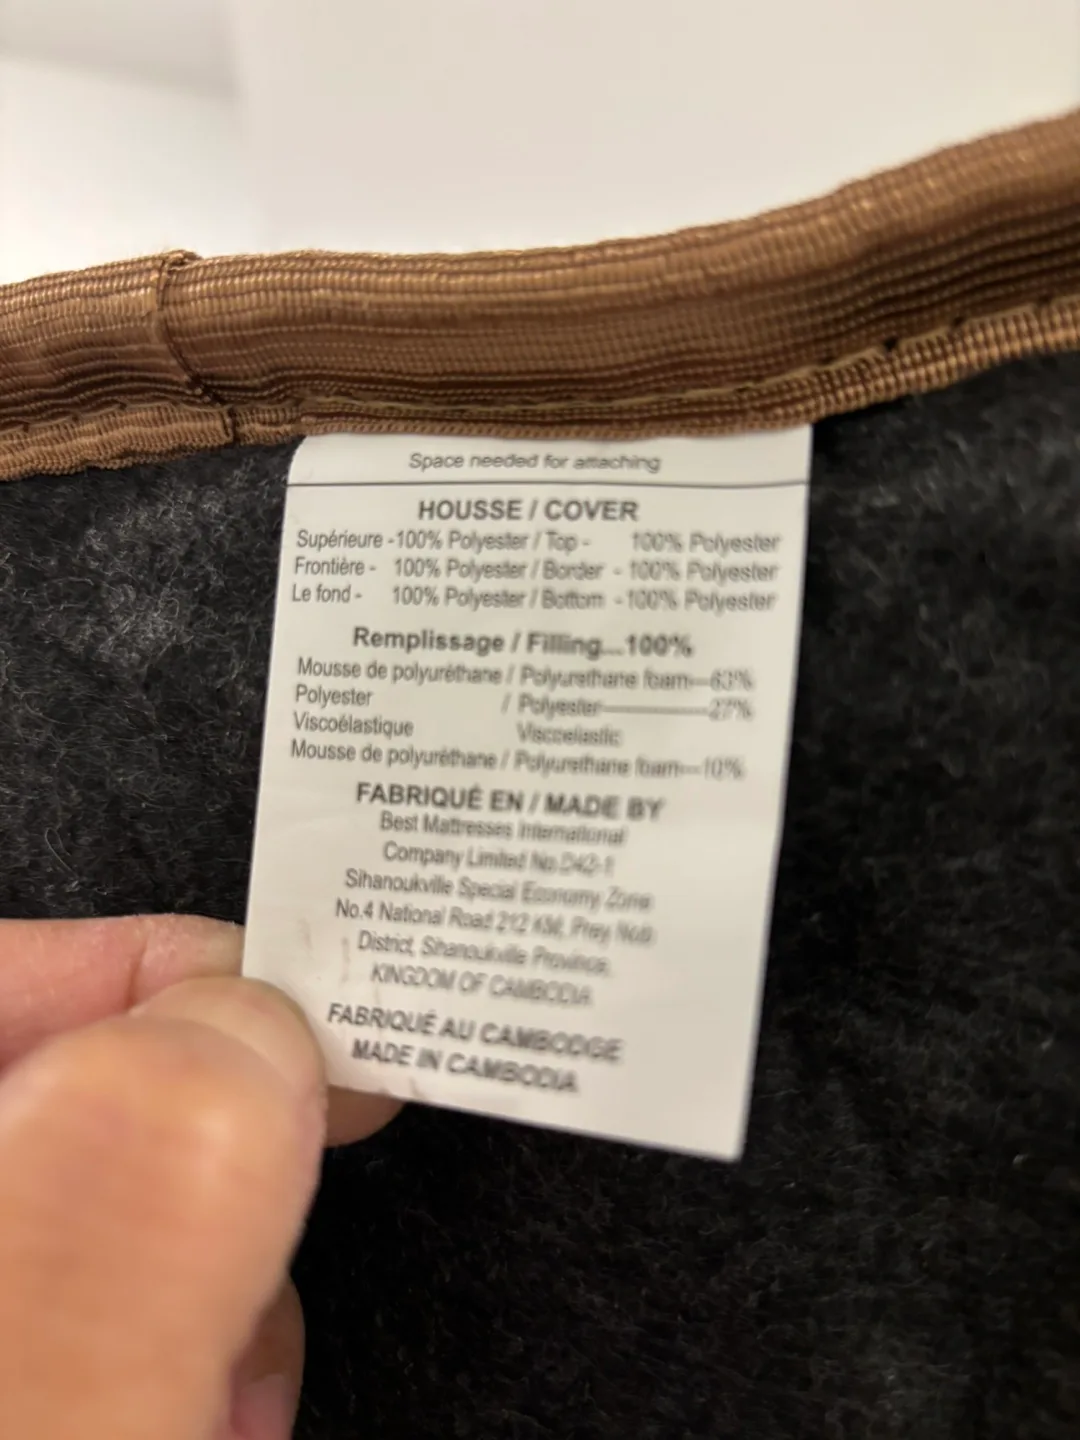 Space needed for attaching
HOUSSE / COVER
Supérieure -100% Polyester / Top - 100% Polyester
Frontière - 100% Polyester / Border - 100% Polyester
Le fond - 100% Polyester / Bottom -100% Polyester
Remplissage / Filling...100%
Mousse de polyuréthane / Polyurethane foam—63%
Polyester / Polyester————27%
Viscoélastique Viscoelastic
Mousse de polyuréthane / Polyurethane foam—10%
FABRIQUÉ EN / MADE BY
Best Mattresses International
Company Limited No.D42-1
Sihanoukville Special Economy Zone
No.4 National Road 212 KM, Prey Nob
District, Sihanoukville Province,
KINGDOM OF CAMBODIA
FABRIQUÉ AU CAMBODGE
MADE IN CAMBODIA